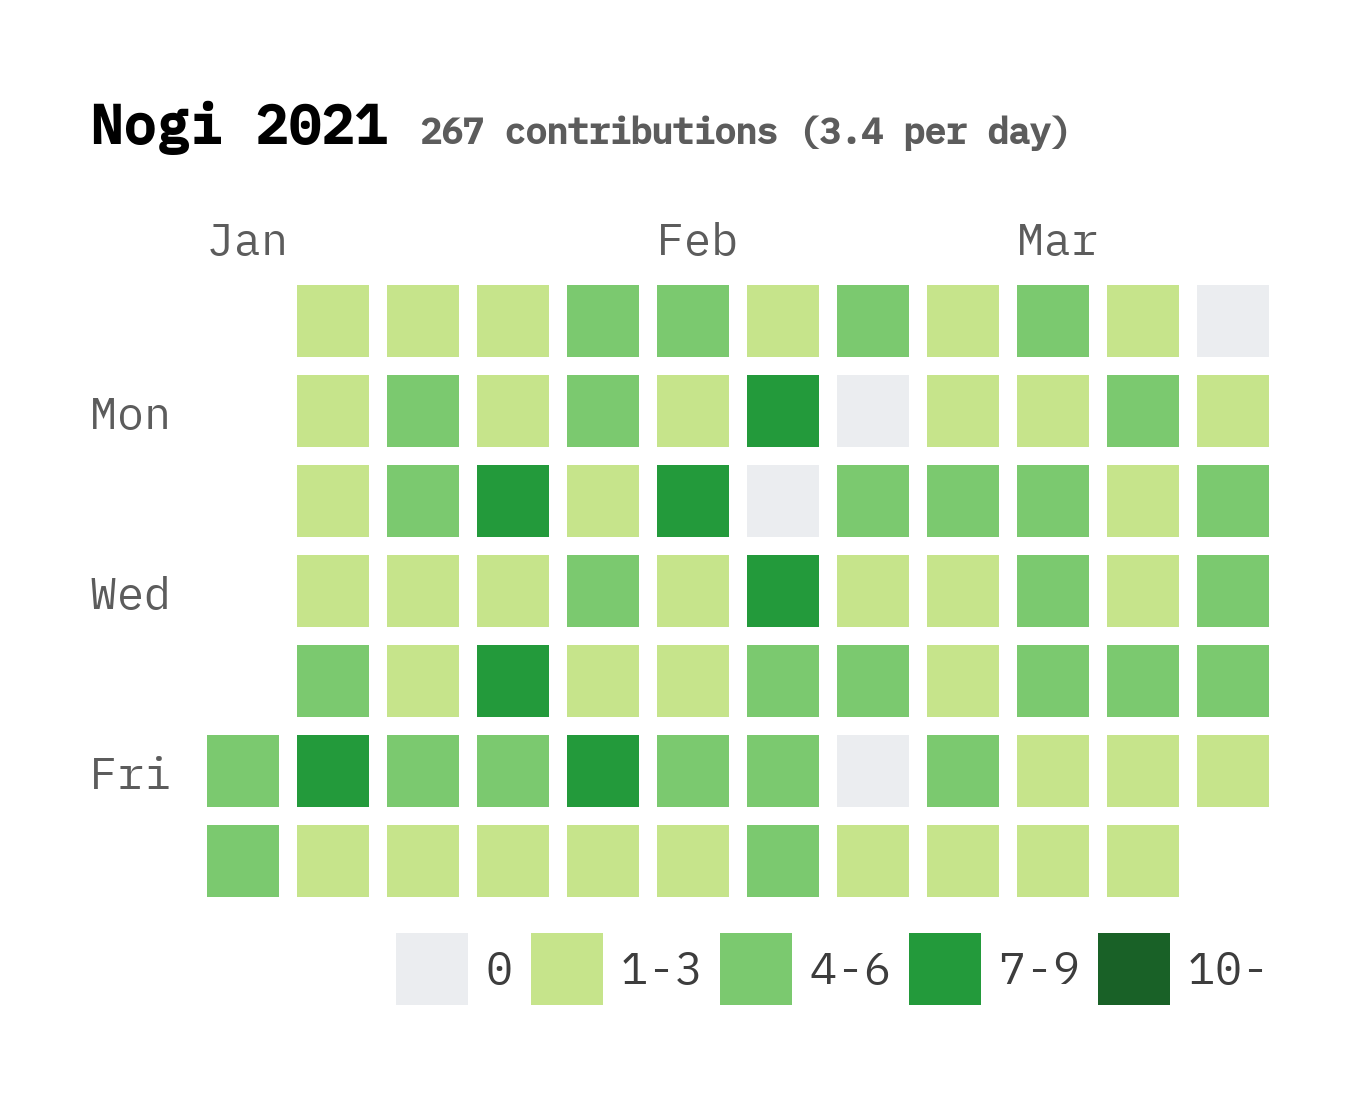 Nogi 2021 267 contributions (3.4 per day)
Jan Feb Mar
Mon
Wed
Fri
0 1-3 4-6 7-9 10-